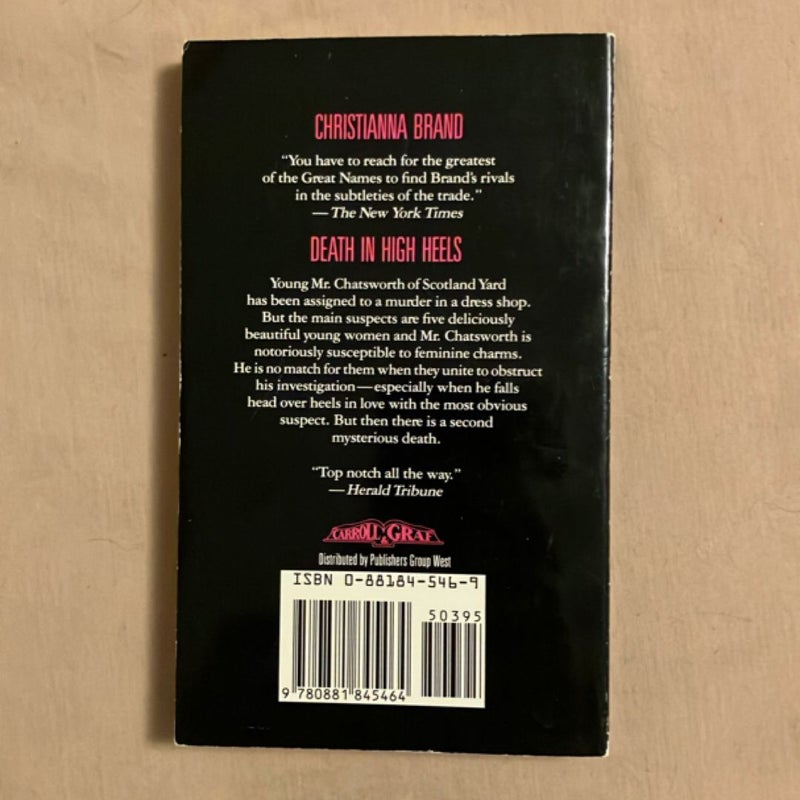 CHRISTIANNA BRAND
“You have to reach for the greatest
of the Great Names to find Brand's rivals
in the subtleties of the trade.”
—The New York Times
DEATH IN HIGH HEELS
Young Mr. Chatsworth of Scotland Yard
has been assigned to a murder in a dress shop.
But the main suspects are five deliciously
beautiful young women and Mr. Chatsworth is
notoriously susceptible to feminine charms.
He is no match for them when they unite to obstruct
his investigation—especially when he falls
head over heels in love with the most obvious
suspect. But then there is a second
mysterious death.
“Top notch all the way.”
—Herald Tribune
CARROLL & GRAF
Distributed by Publishers Group West
ISBN 0-88184-546-9
50395
9 780881 845464